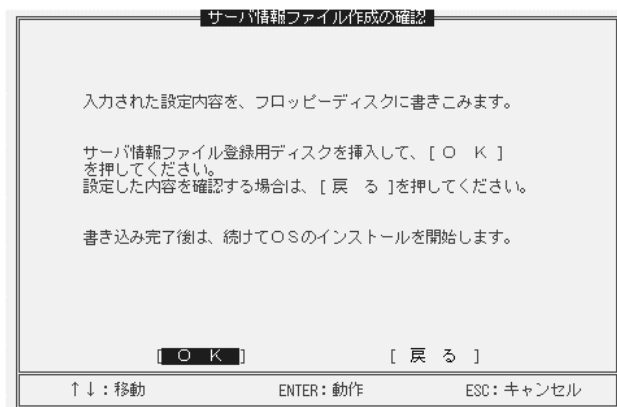 サーバ情報ファイル作成の確認
入力された設定内容を、フロッピーディスクに書きこみます。
サーバ情報ファイル登録用ディスクを挿入して、[ Ｏ　Ｋ ]
を押してください。
設定した内容を確認する場合は、[ 戻　る ]を押してください。
書き込み完了後は、続けてＯＳのインストールを開始します。
[ Ｏ　Ｋ ] [ 戻　る ]
↑↓：移動 ENTER：動作 ESC：キャンセル